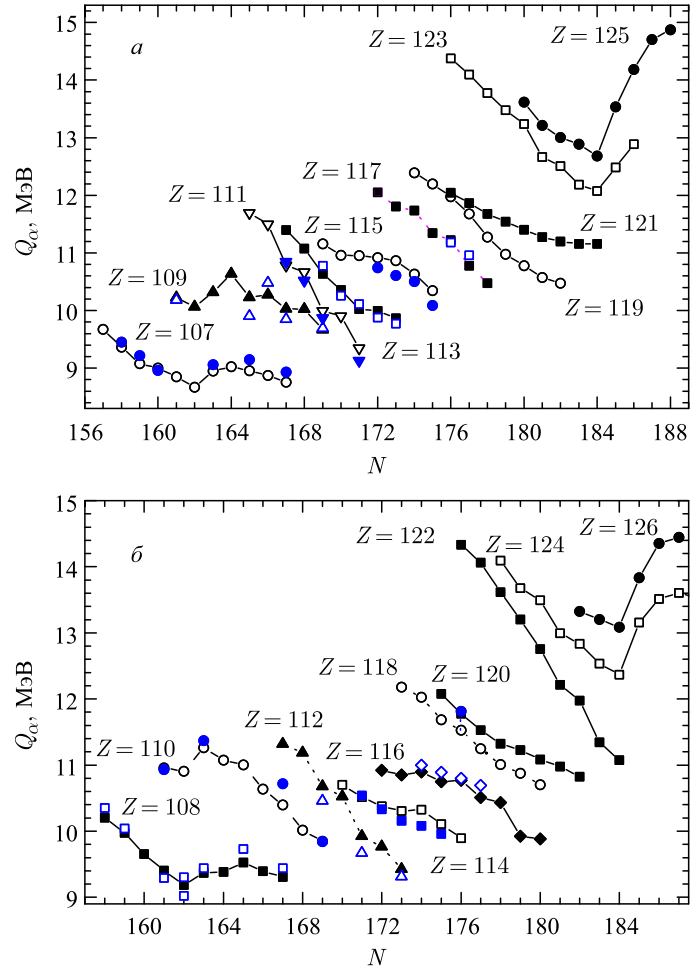 15
14
13
12
11
10
9
Qα, МэВ
а
Z = 123
Z = 125
Z = 117
Z = 111
Z = 115
Z = 121
Z = 109
Z = 119
Z = 107
Z = 113
156 160 164 168 172 176 180 184 188
N
15
14
13
12
11
10
9
Qα, МэВ
б
Z = 122
Z = 124
Z = 126
Z = 118
Z = 120
Z = 112
Z = 110
Z = 116
Z = 108
Z = 114
160 164 168 172 176 180 184
N